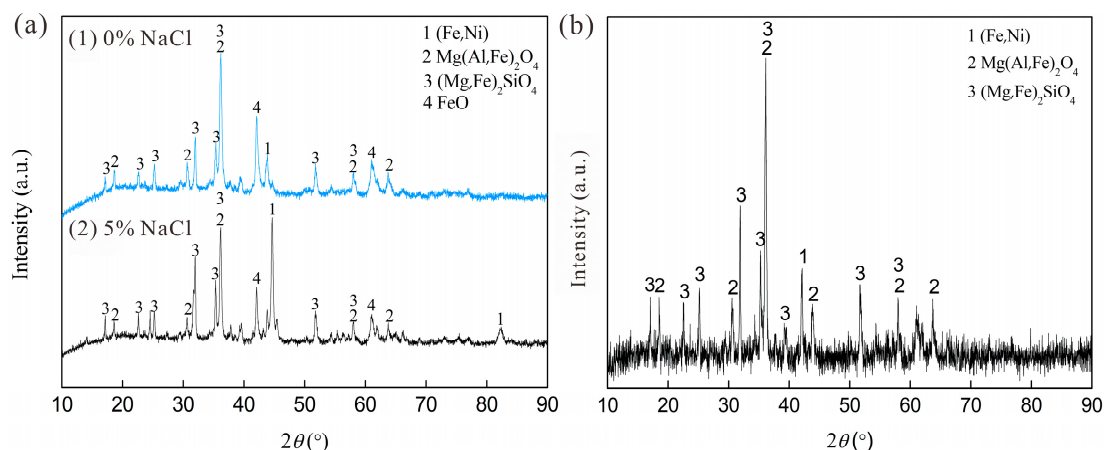 (a)
(1) 0% NaCl
3
2
1 (Fe,Ni)
2 Mg(Al,Fe)₂O₄
3 (Mg,Fe)₂SiO₄
4 FeO
3 2 3 3 2 3 3 4 1 3 3 2 4 2
(2) 5% NaCl
3
2
1
3 2 3 3 2 3 3 4 3 3 2 4 2 1
Intensity (a.u.)
10 20 30 40 50 60 70 80 90
2θ(°)
(b)
3
2
1 (Fe,Ni)
2 Mg(Al,Fe)₂O₄
3 (Mg,Fe)₂SiO₄
3 2 3 3 2 3 3 3 1 2 3 3 2 2
Intensity (a.u.)
10 20 30 40 50 60 70 80 90
2θ(°)